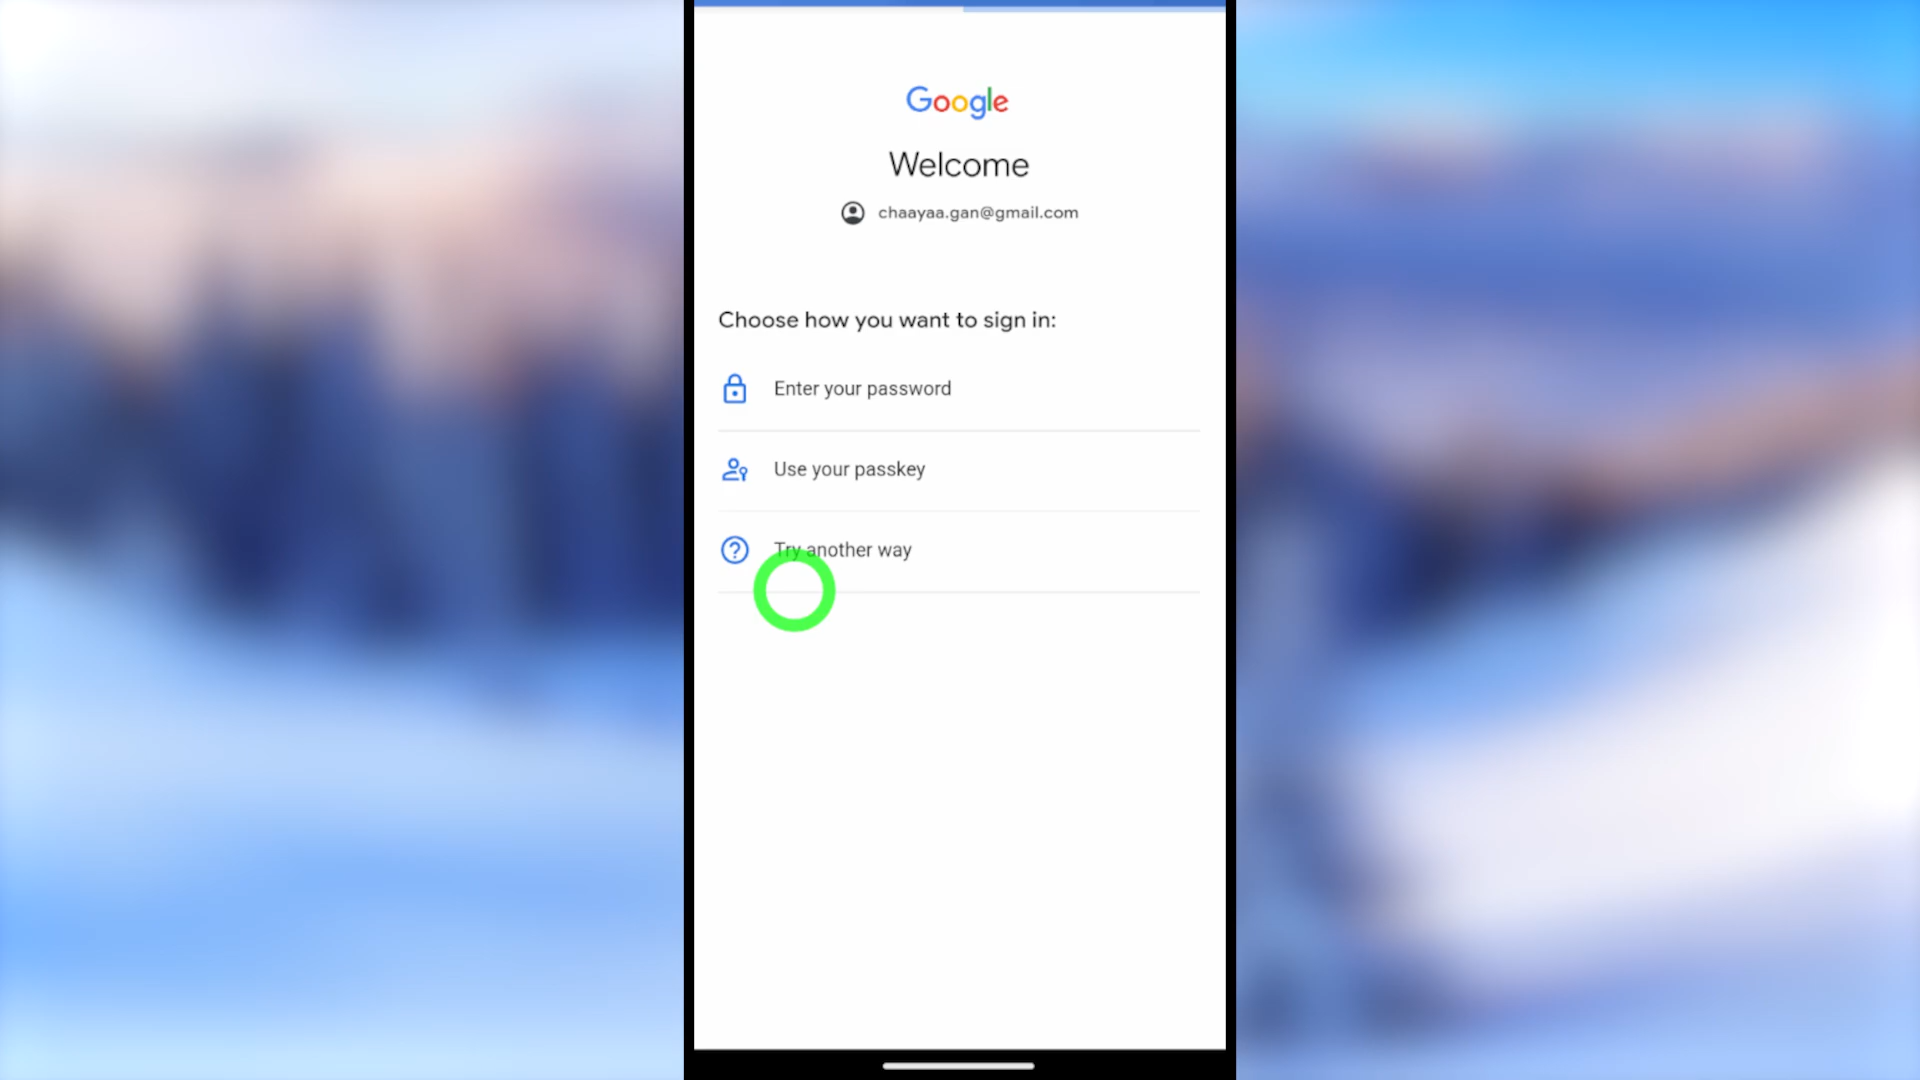 Google
Welcome
chaayaa.gan@gmail.com
Choose how you want to sign in:
Enter your password
Use your passkey
Try another way